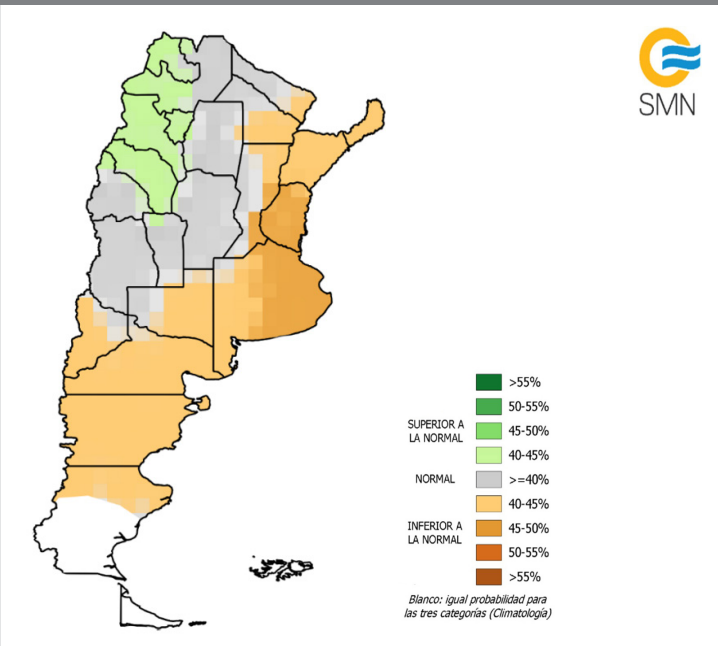 SMN
>55%
50-55%
SUPERIOR A
LA NORMAL
45-50%
40-45%
NORMAL
>=40%
40-45%
INFERIOR A
LA NORMAL
45-50%
50-55%
>55%
Blanco: igual probabilidad para
las tres categorías (Climatología)